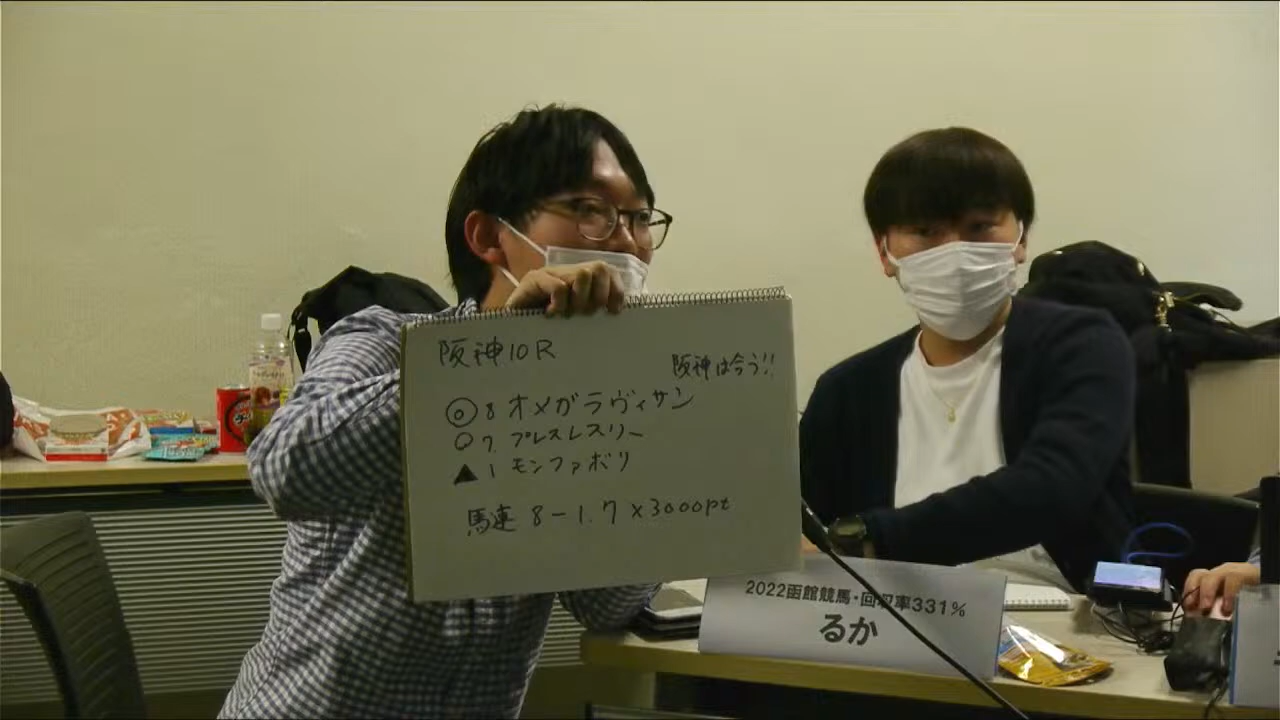 阪神10R
阪神は合う!!
◎8 オメガラヴィサン
○7. プレスレスリー
▲1 モンファボリ
馬連 8-1.7×3000pt
2022函館競馬・回収率331%
るか